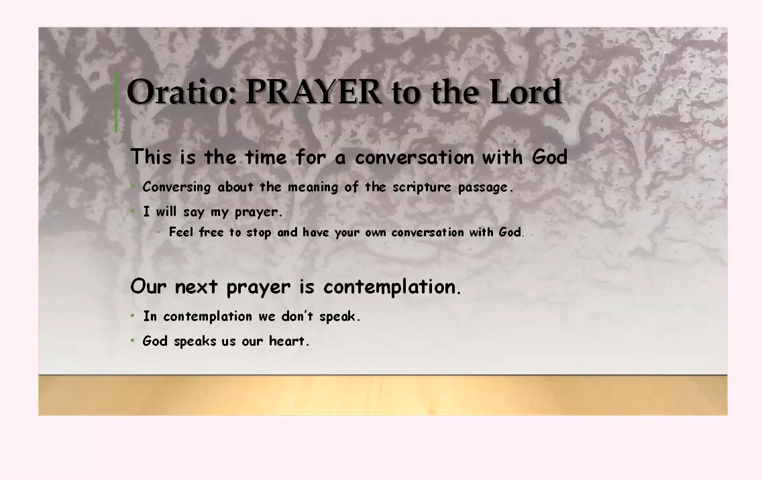 Oratio: PRAYER to the Lord
This is the time for a conversation with God
• Conversing about the meaning of the scripture passage.
• I will say my prayer.
• Feel free to stop and have your own conversation with God.
Our next prayer is contemplation.
• In contemplation we don't speak.
• God speaks us our heart.